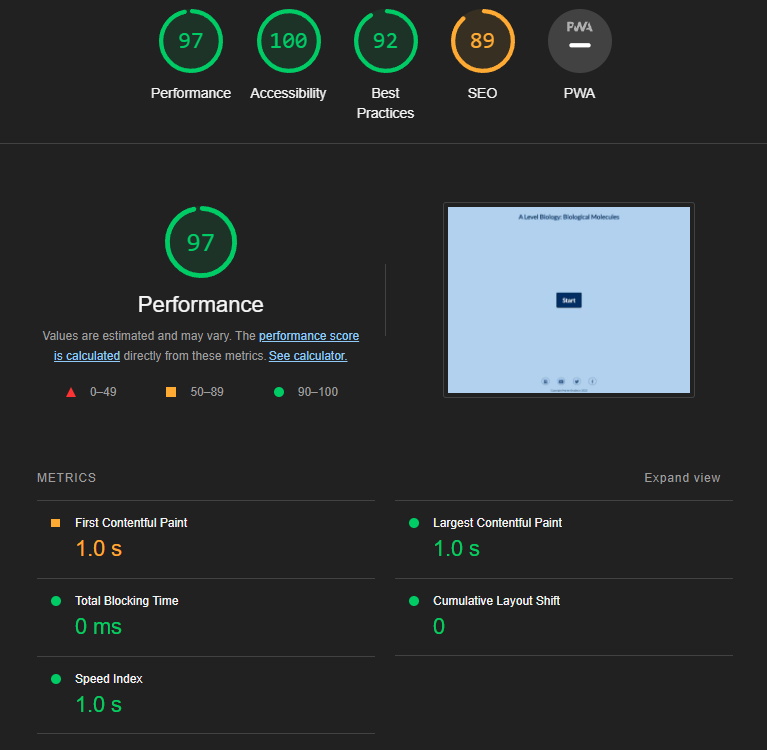 97
100
92
89
PWA
Performance
Accessibility
Best
Practices
SEO
PWA
97
Performance
Values are estimated and may vary. The performance score
is calculated directly from these metrics. See calculator.
0–49
50–89
90–100
A Level Biology: Biological Molecules
Start
METRICS
Expand view
First Contentful Paint
1.0 s
Largest Contentful Paint
1.0 s
Total Blocking Time
0 ms
Cumulative Layout Shift
0
Speed Index
1.0 s